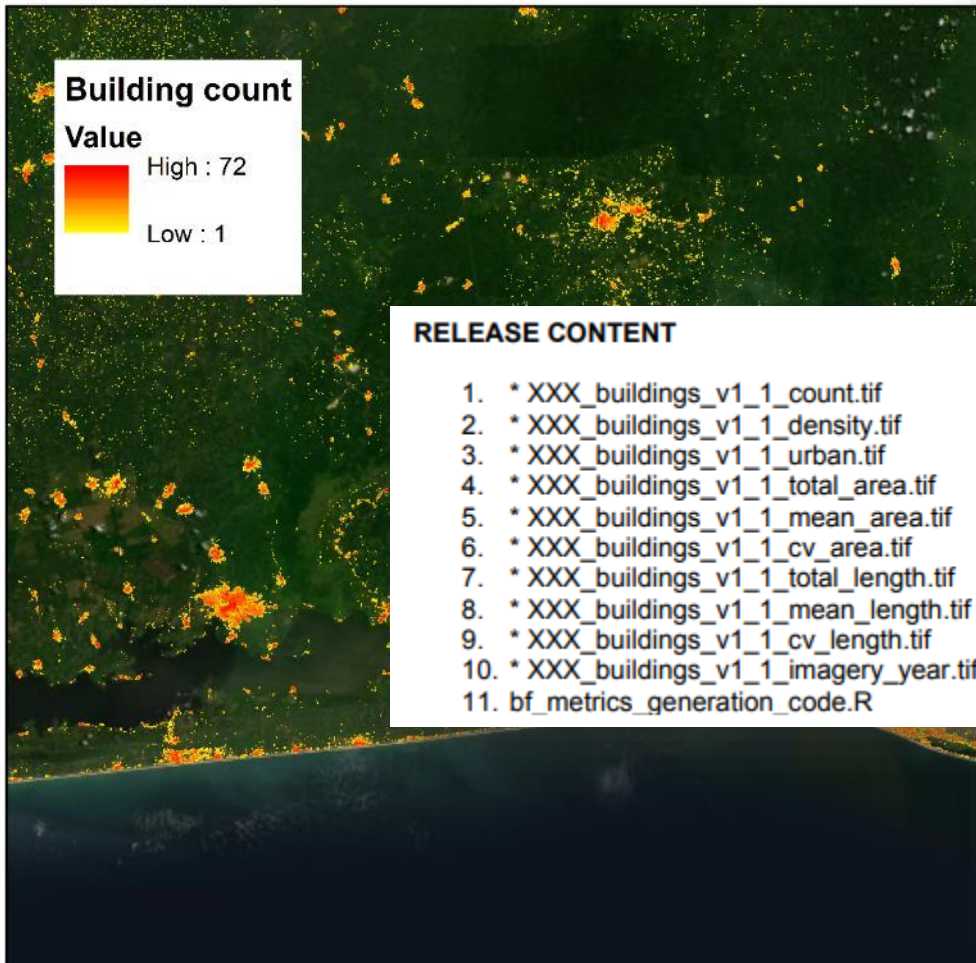 Building count
Value
High : 72
Low : 1
RELEASE CONTENT
1. * XXX_buildings_v1_1_count.tif
2. * XXX_buildings_v1_1_density.tif
3. * XXX_buildings_v1_1_urban.tif
4. * XXX_buildings_v1_1_total_area.tif
5. * XXX_buildings_v1_1_mean_area.tif
6. * XXX_buildings_v1_1_cv_area.tif
7. * XXX_buildings_v1_1_total_length.tif
8. * XXX_buildings_v1_1_mean_length.tif
9. * XXX_buildings_v1_1_cv_length.tif
10. * XXX_buildings_v1_1_imagery_year.tif
11. bf_metrics_generation_code.R